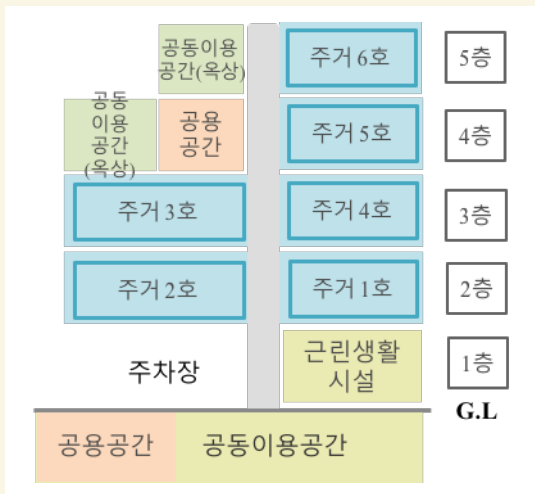 공동이용
공간(옥상)
주거 6호
5층
공동
이용
공간
(옥상)
공용
공간
주거 5호
4층
주거 3호
주거 4호
3층
주거 2호
주거 1호
2층
주차장
근린생활
시설
1층
G.L
공용공간
공동이용공간